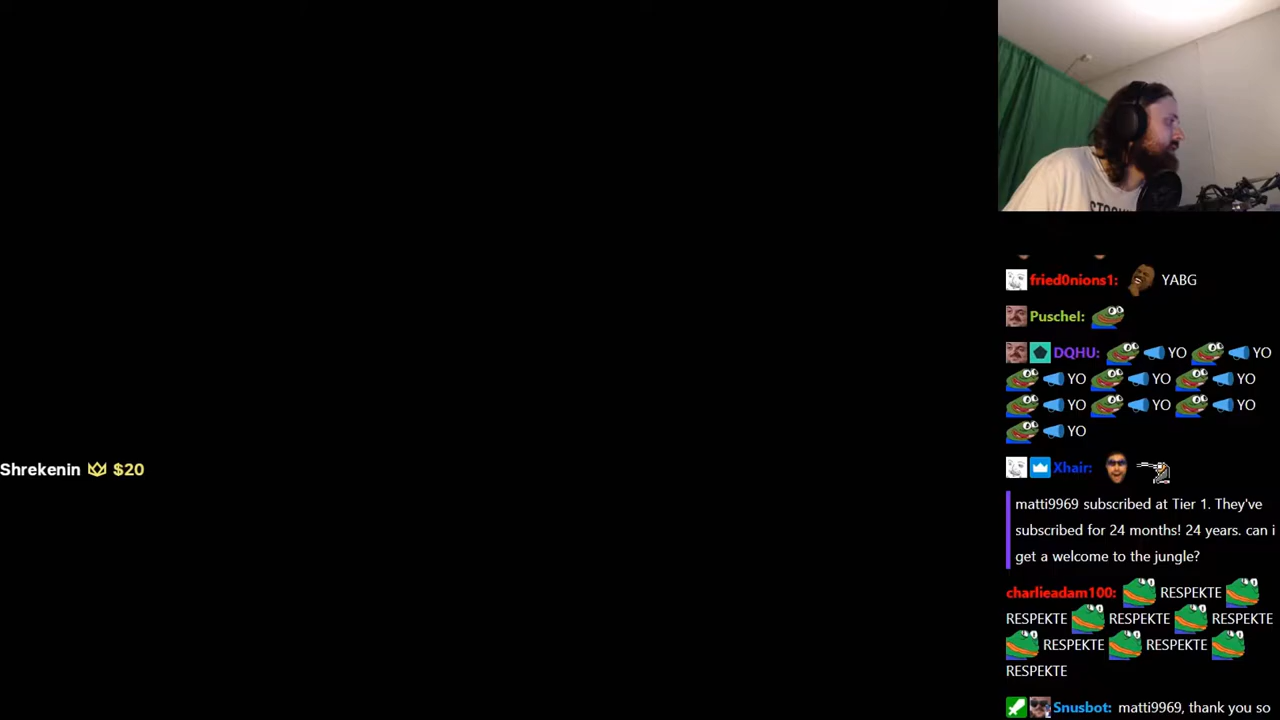 fried0nions1: YABG
Puschel:
DQHU: YO YO
YO YO YO
YO YO YO
YO
Xhair:
Shrekenin $20
matti9969 subscribed at Tier 1. They've
subscribed for 24 months! 24 years. can i
get a welcome to the jungle?
charlieadam100: RESPEKTE
RESPEKTE RESPEKTE RESPEKTE
RESPEKTE RESPEKTE
RESPEKTE
Snusbot: matti9969, thank you so